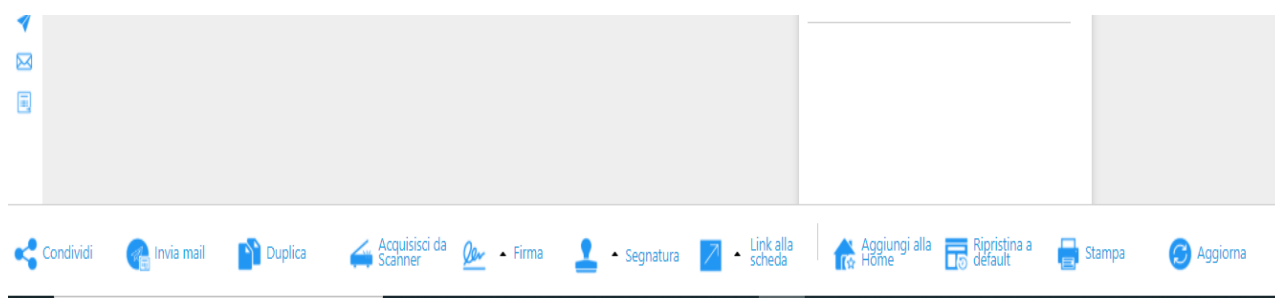 Condividi
Invia mail
Duplica
Acquisisci da
Scanner
Firma
Segnatura
Link alla
scheda
Aggiungi alla
Home
Ripristina a
default
Stampa
Aggiorna